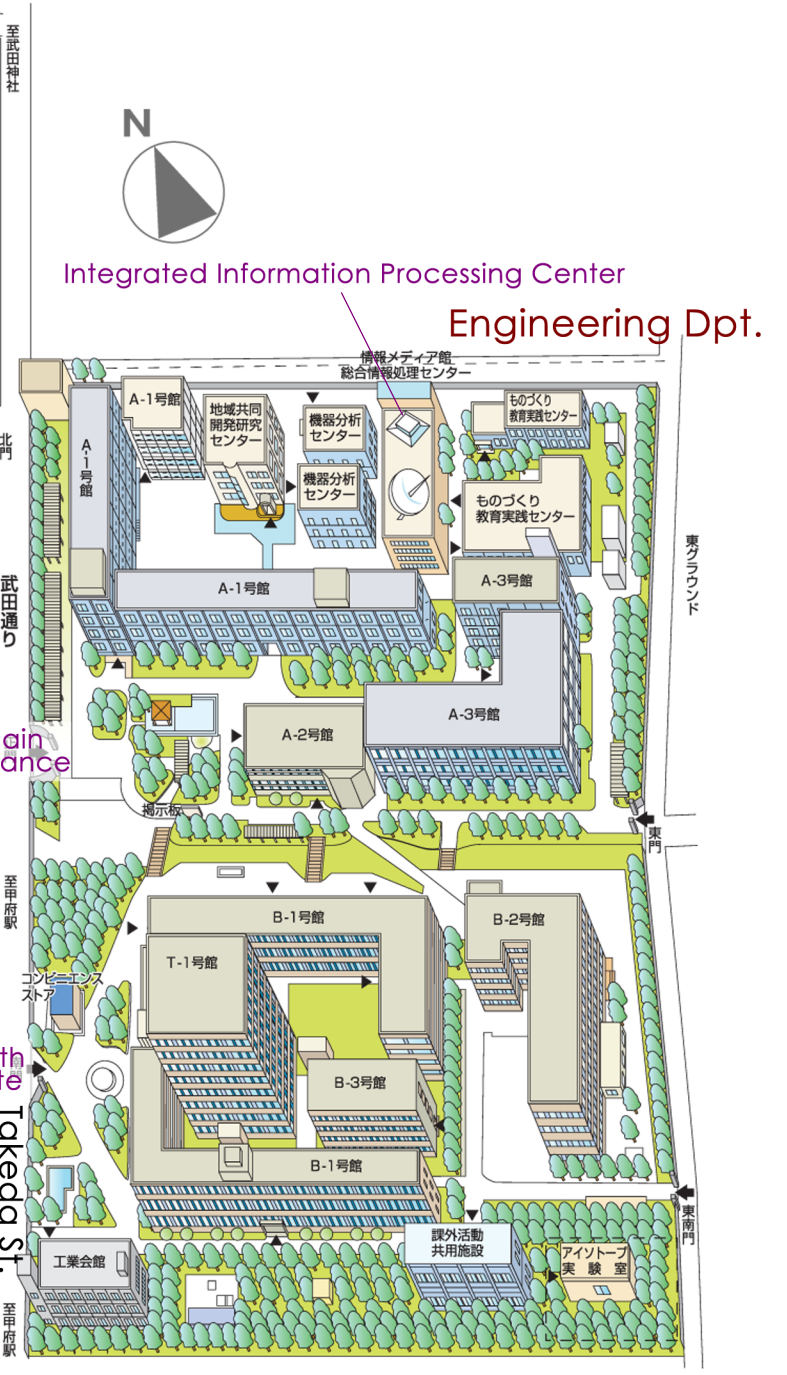 至武田神社
N
Integrated Information Processing Center
Engineering Dpt.
情報メディア館
総合情報処理センター
A-1号館
A-1号館
地域共同
開発研究
センター
機器分析
センター
機器分析
センター
ものづくり
教育実践センター
ものづくり
教育実践センター
北門
東グラウンド
A-3号館
A-1号館
武田通り
A-3号館
A-2号館
ain
ance
掲示板
東門
至甲府駅
B-1号館
B-2号館
T-1号館
コンビニエンス
ストア
th
te
B-3号館
Takeda St.
B-1号館
東南門
課外活動
共用施設
工業会館
アイソトープ
実験室
至甲府駅